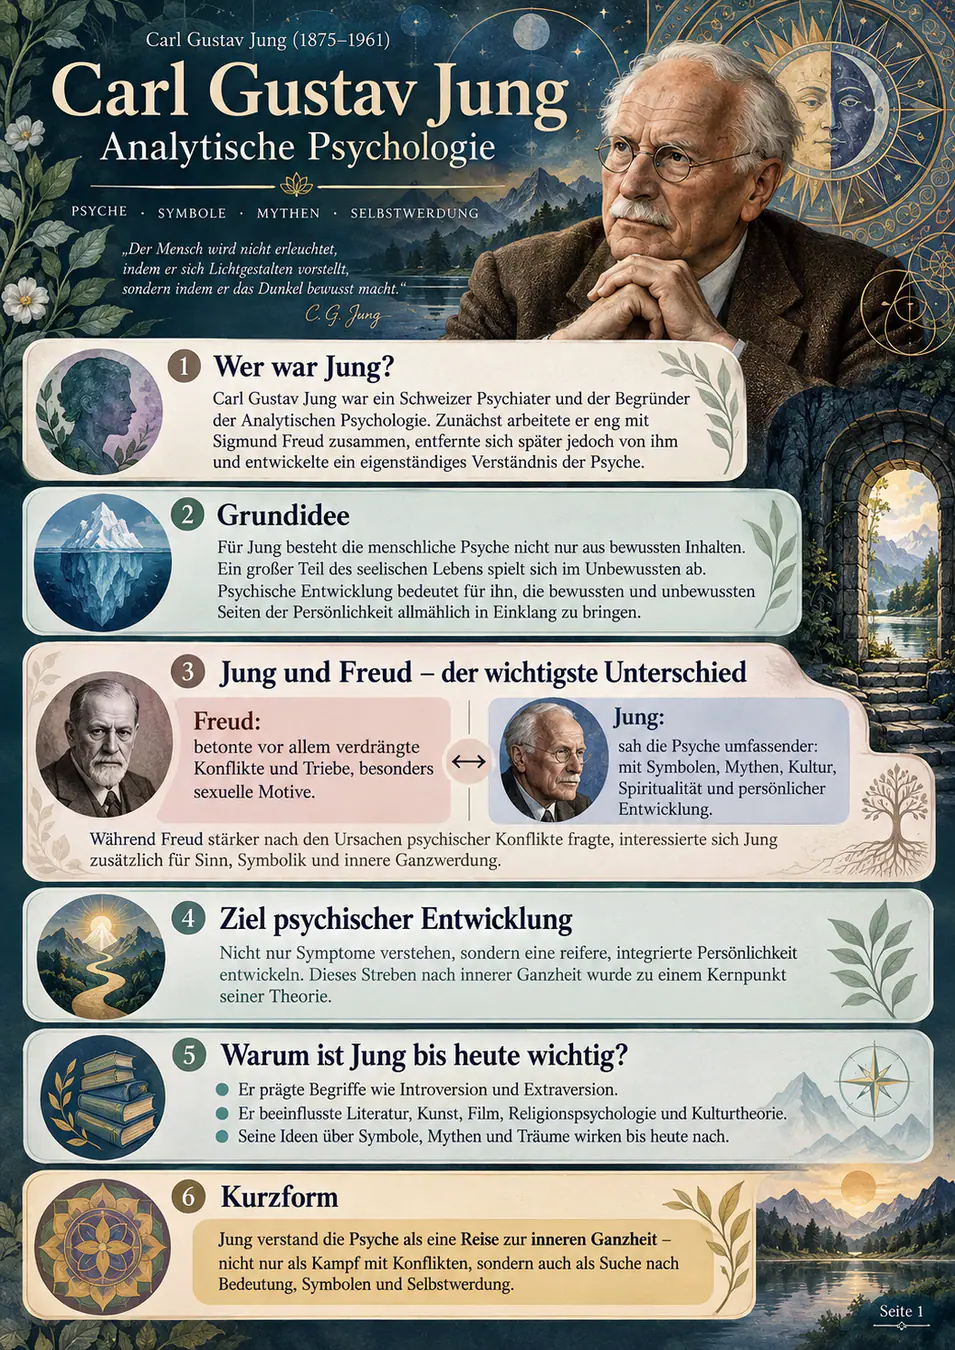 Carl Gustav Jung (1875–1961)
Carl Gustav Jung
Analytische Psychologie
PSYCHE · SYMBOLE · MYTHEN · SELBSTWERDUNG
„Der Mensch wird nicht erleuchtet,
indem er sich Lichtgestalten vorstellt,
sondern indem er das Dunkel bewusst macht.“
C. G. Jung
1 Wer war Jung?
Carl Gustav Jung war ein Schweizer Psychiater und der Begründer
der Analytischen Psychologie. Zunächst arbeitete er eng mit
Sigmund Freud zusammen, entfernte sich später jedoch von ihm
und entwickelte ein eigenständiges Verständnis der Psyche.
2 Grundidee
Für Jung besteht die menschliche Psyche nicht nur aus bewussten Inhalten.
Ein großer Teil des seelischen Lebens spielt sich im Unbewussten ab.
Psychische Entwicklung bedeutet für ihn, die bewussten und unbewussten
Seiten der Persönlichkeit allmählich in Einklang zu bringen.
3 Jung und Freud – der wichtigste Unterschied
Freud:
betonte vor allem verdrängte
Konflikte und Triebe, besonders
sexuelle Motive.
Jung:
sah die Psyche umfassender:
mit Symbolen, Mythen, Kultur,
Spiritualität und persönlicher
Entwicklung.
Während Freud stärker nach den Ursachen psychischer Konflikte fragte, interessierte sich Jung
zusätzlich für Sinn, Symbolik und innere Ganzwerdung.
4 Ziel psychischer Entwicklung
Nicht nur Symptome verstehen, sondern eine reifere, integrierte Persönlichkeit
entwickeln. Dieses Streben nach innerer Ganzheit wurde zu einem Kernpunkt
seiner Theorie.
5 Warum ist Jung bis heute wichtig?
Er prägte Begriffe wie Introversion und Extraversion.
Er beeinflusste Literatur, Kunst, Film, Religionspsychologie und Kulturtheorie.
Seine Ideen über Symbole, Mythen und Träume wirken bis heute nach.
6 Kurzform
Jung verstand die Psyche als eine Reise zur inneren Ganzheit –
nicht nur als Kampf mit Konflikten, sondern auch als Suche nach
Bedeutung, Symbolen und Selbstwerdung.
Seite 1